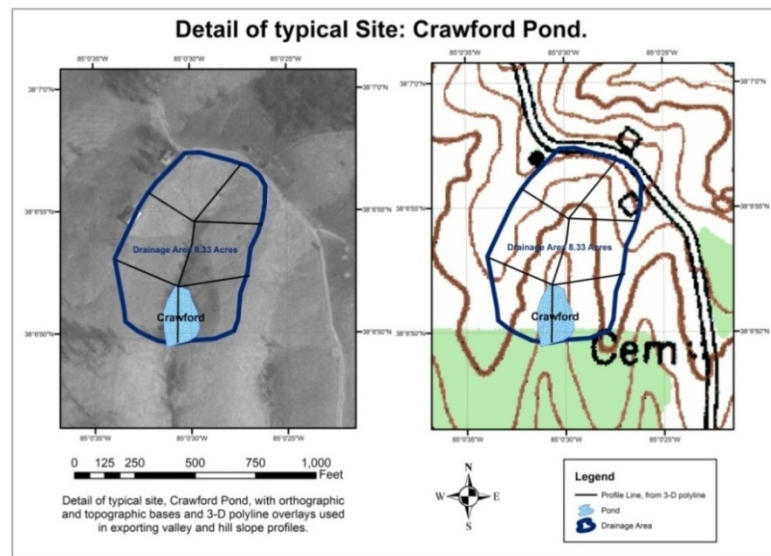 Detail of typical Site: Crawford Pond.
85°0'35"W 85°0'30"W 85°0'25"W
38°7'0"N
38°6'55"N
38°6'50"N
Drainage Area 8.33 Acres
Crawford
38°7'0"N
38°6'55"N
38°6'50"N
85°0'35"W 85°0'30"W 85°0'25"W
0 125 250 500 750 1,000
Feet
Detail of typical site, Crawford Pond, with orthographic
and topographic bases and 3-D polyline overlays used
in exporting valley and hill slope profiles.
85°0'35"W 85°0'30"W 85°0'25"W
38°7'0"N
38°6'55"N
38°6'50"N
Drainage Area 8.33 Acres
Crawford
Cem
38°7'0"N
38°6'55"N
38°6'50"N
85°0'35"W 85°0'30"W 85°0'25"W
N
W E
S
Legend
Profile Line, from 3-D polyline
Pond
Drainage Area